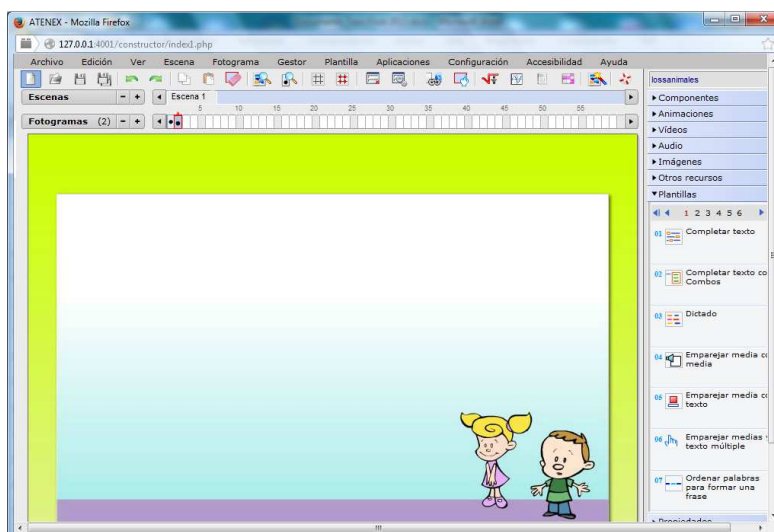 ATENEX - Mozilla Firefox
127.0.0.1:4001/constructor/index1.php
Archivo Edición Ver Escena Fotograma Gestor Plantilla Aplicaciones Configuración Accesibilidad Ayuda
lossanimales
Escenas - + Escena 1
Componentes
5 10 15 20 25 30 35 40 45 50 55
Animaciones
Fotogramas (2) - +
Vídeos
Audio
Imágenes
Otros recursos
Plantillas
1 2 3 4 5 6
01 Completar texto
02 Completar texto co
Combos
03 Dictado
04 Emparejar media co
media
05 Emparejar media co
texto
06 Emparejar medias
texto múltiple
07 Ordenar palabras
para formar una
frase
Propiedades